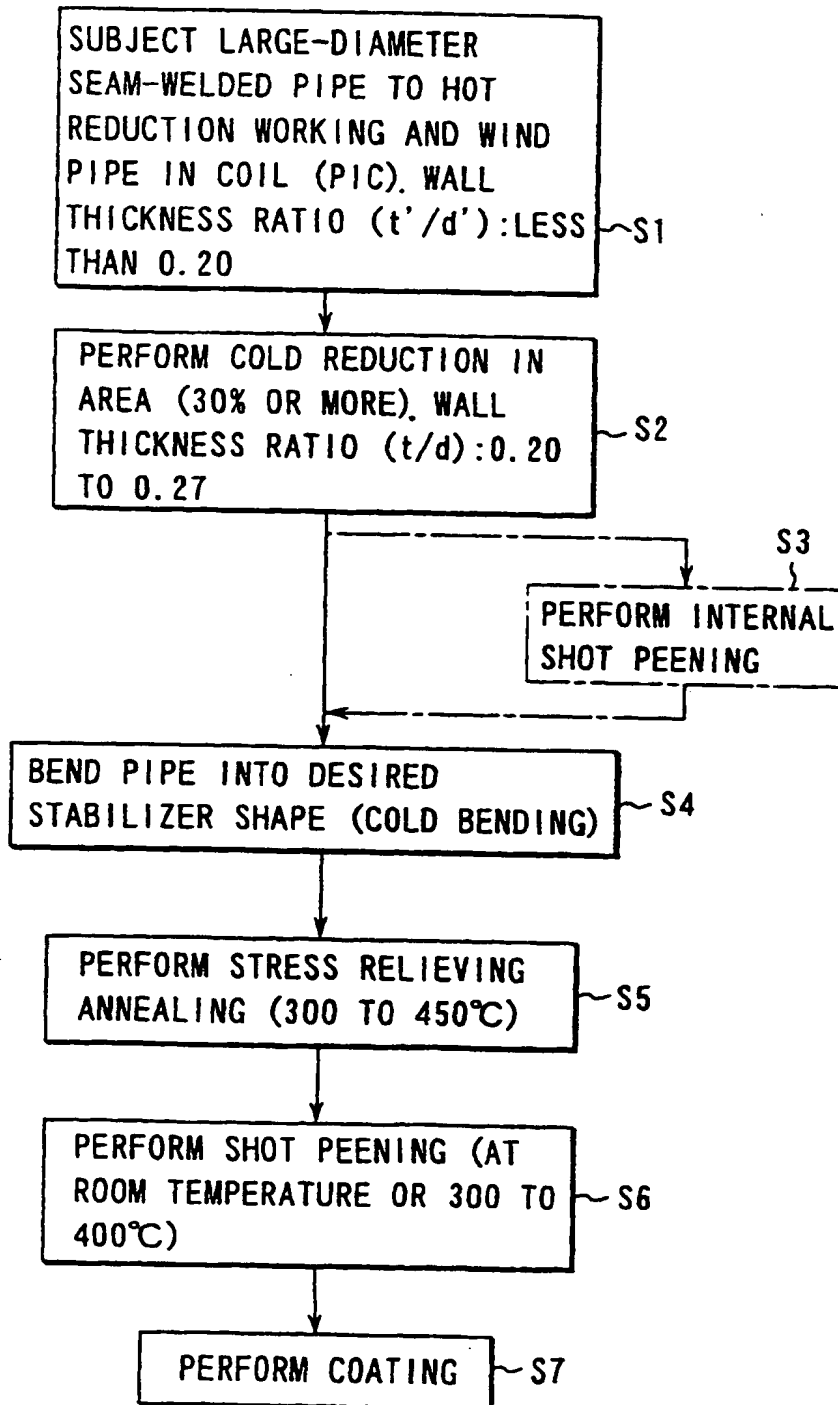 SUBJECT LARGE-DIAMETER
SEAM-WELDED PIPE TO HOT
REDUCTION WORKING AND WIND
PIPE IN COIL (PIC). WALL
THICKNESS RATIO (t'/d'):LESS
THAN 0.20
S1
PERFORM COLD REDUCTION IN
AREA (30% OR MORE). WALL
THICKNESS RATIO (t/d):0.20
TO 0.27
S2
S3
PERFORM INTERNAL
SHOT PEENING
BEND PIPE INTO DESIRED
STABILIZER SHAPE (COLD BENDING)
S4
PERFORM STRESS RELIEVING
ANNEALING (300 TO 450℃)
S5
PERFORM SHOT PEENING (AT
ROOM TEMPERATURE OR 300 TO
400℃)
S6
PERFORM COATING
S7